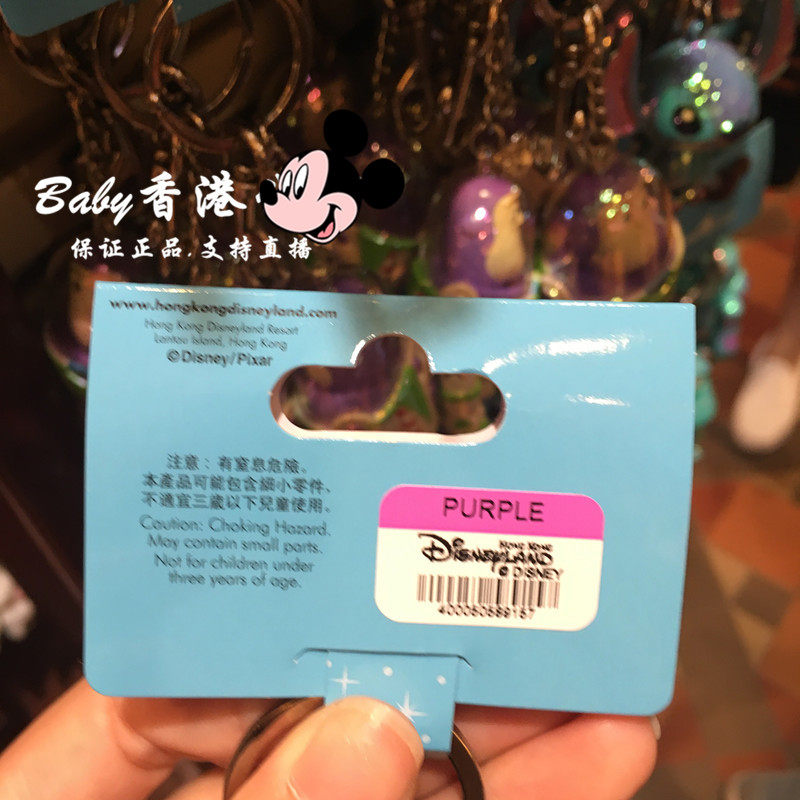 Baby香港
保证正品.支持直播
www.hongkongdisneyland.com
Hong Kong Disneyland Resort
Lantau Island, Hong Kong
©Disney/Pixar
注意：有窒息危險。
本產品可能包含細小零件，
不適宜三歲以下兒童使用。
Caution: Choking Hazard.
May contain small parts.
Not for children under
three years of age.
PURPLE
HONG KONG
DISNEYLAND
© DISNEY